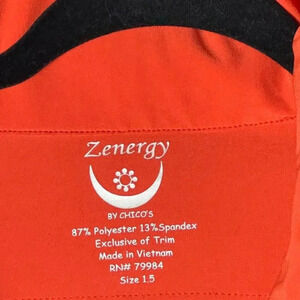 Zenergy
BY CHICO'S
87% Polyester 13%Spandex
Exclusive of Trim
Made in Vietnam
RN# 79984
Size 1.5